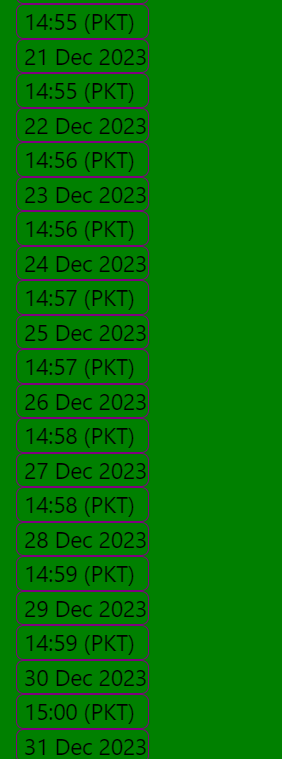 14:55 (PKT)
21 Dec 2023
14:55 (PKT)
22 Dec 2023
14:56 (PKT)
23 Dec 2023
14:56 (PKT)
24 Dec 2023
14:57 (PKT)
25 Dec 2023
14:57 (PKT)
26 Dec 2023
14:58 (PKT)
27 Dec 2023
14:58 (PKT)
28 Dec 2023
14:59 (PKT)
29 Dec 2023
14:59 (PKT)
30 Dec 2023
15:00 (PKT)
31 Dec 2023